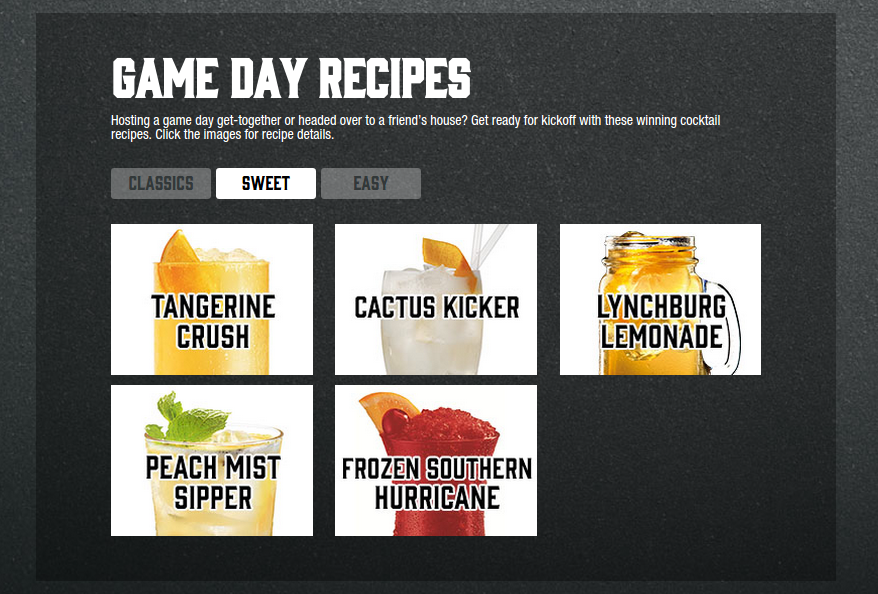 GAME DAY RECIPES
Hosting a game day get-together or headed over to a friend's house? Get ready for kickoff with these winning cocktail
recipes. Click the images for recipe details.
CLASSICS
SWEET
EASY
TANGERINE
CRUSH
CACTUS KICKER
LYNCHBURG
LEMONADE
PEACH MIST
SIPPER
FROZEN SOUTHERN
HURRICANE